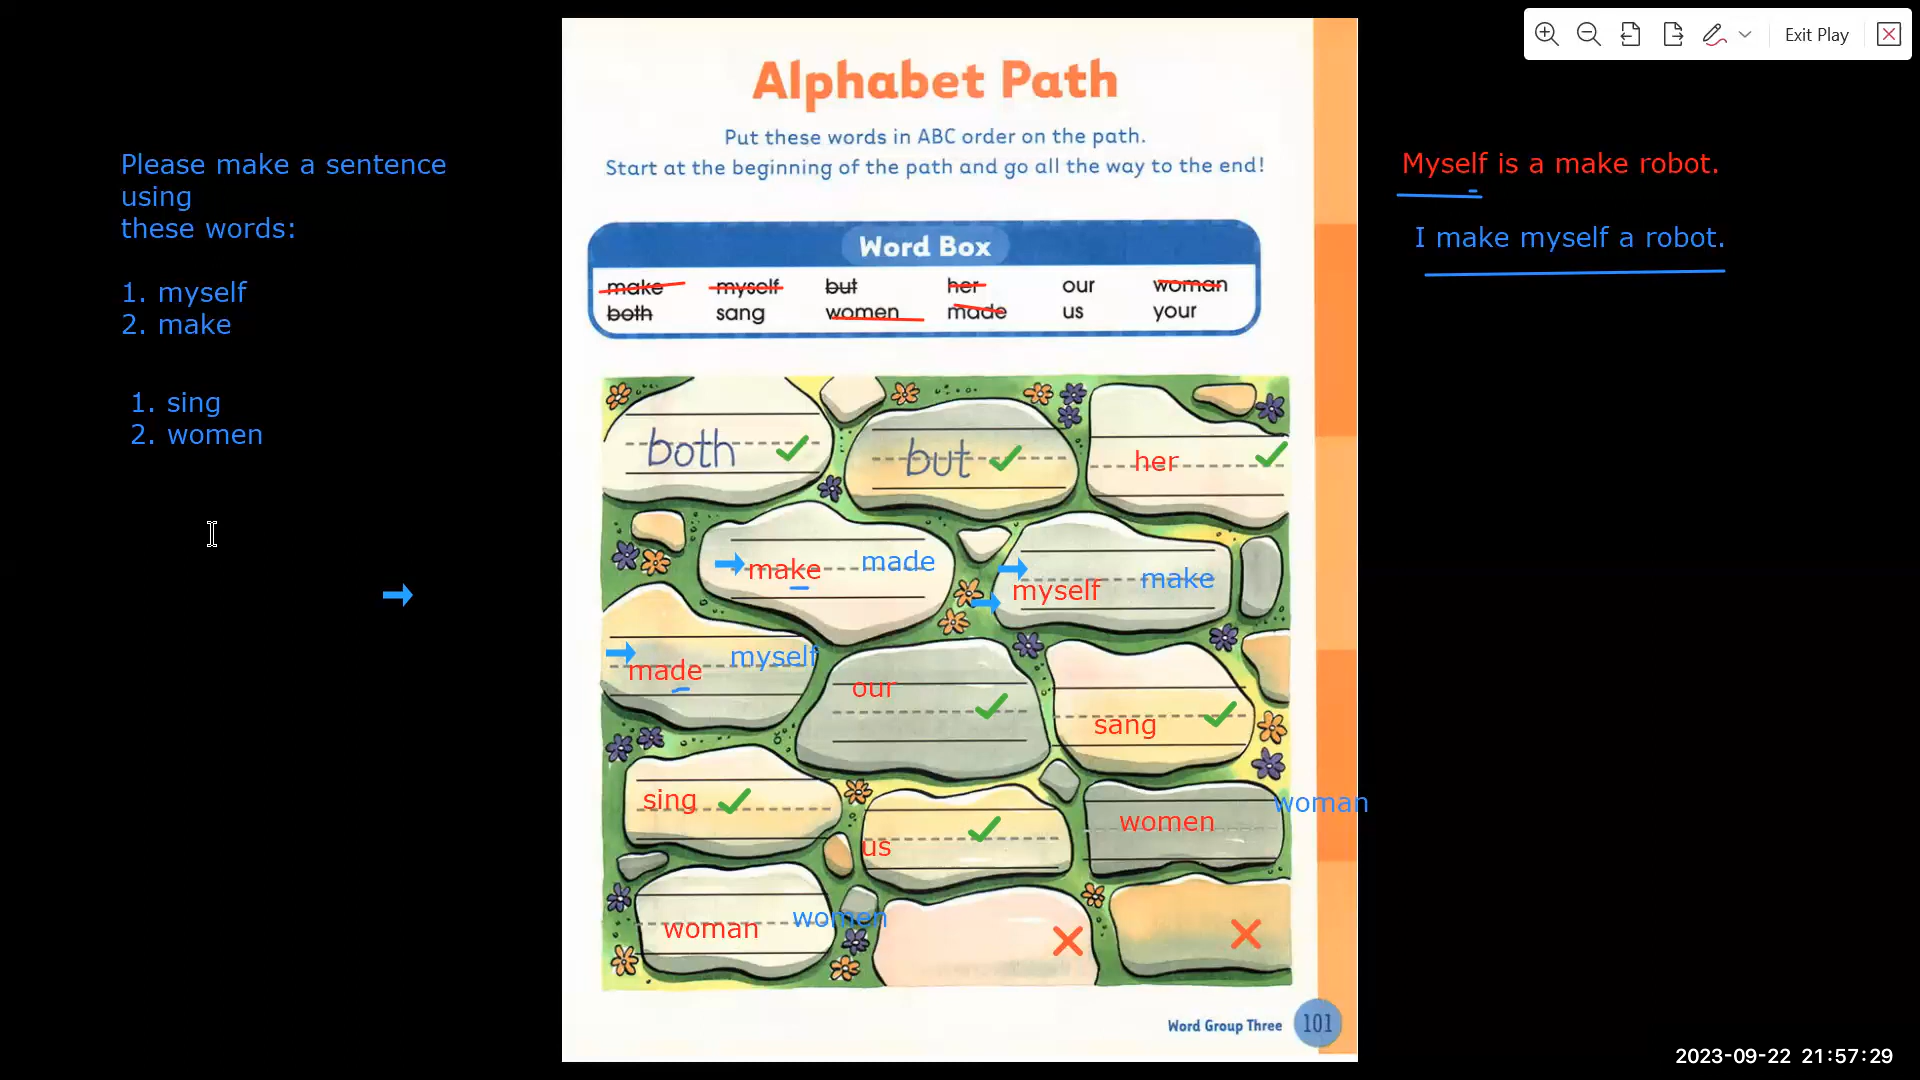 Exit Play
Alphabet Path
Put these words in ABC order on the path.
Start at the beginning of the path and go all the way to the end!
Please make a sentence
using
these words:
1. myself
2. make
1. sing
2. women
Myself is a make robot.
I make myself a robot.
Word Box
make myself but her our woman
both sang women made us your
both but her
make made myself make
made myself our sang
sing us women woman
woman women
Word Group Three 101
2023-09-22 21:57:29